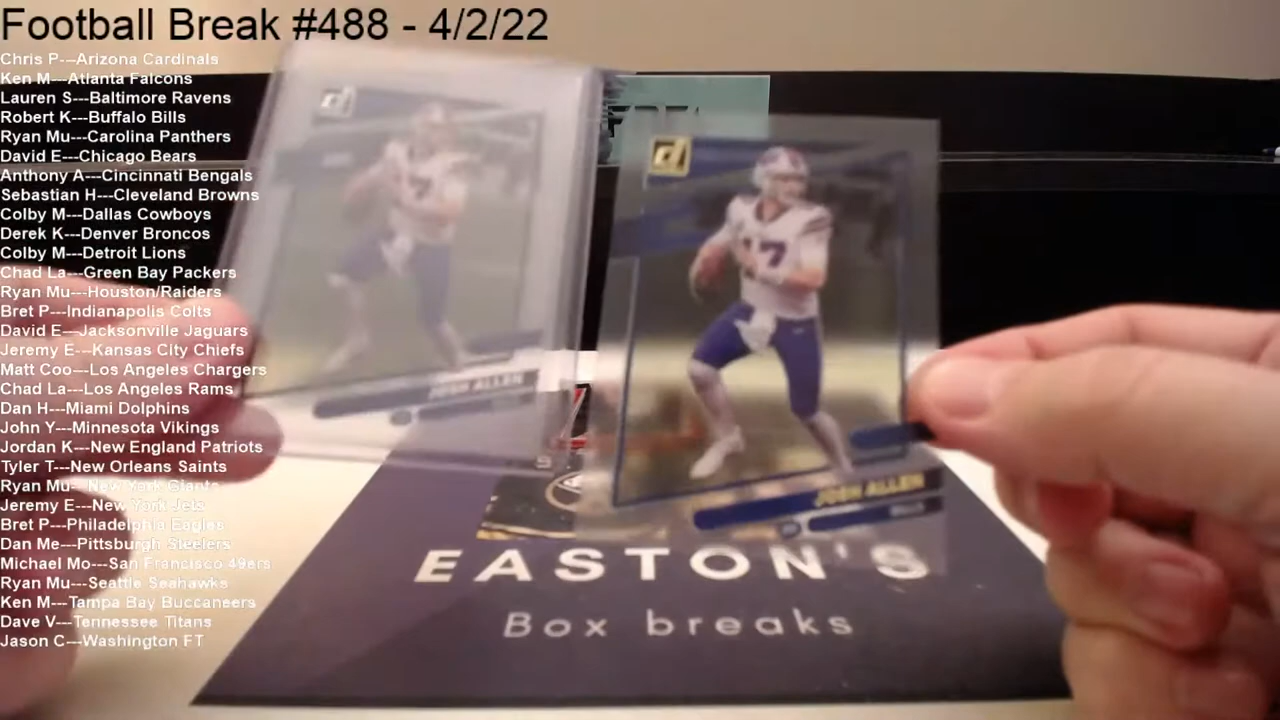 Football Break #488 - 4/2/22
Chris P---Arizona Cardinals
Ken M---Atlanta Falcons
Lauren S---Baltimore Ravens
Robert K---Buffalo Bills
Ryan Mu---Carolina Panthers
David E---Chicago Bears
Anthony A---Cincinnati Bengals
Sebastian H---Cleveland Browns
Colby M---Dallas Cowboys
Derek K---Denver Broncos
Colby M---Detroit Lions
Chad La---Green Bay Packers
Ryan Mu---Houston/Raiders
Bret P---Indianapolis Colts
David E---Jacksonville Jaguars
Jeremy E---Kansas City Chiefs
Matt Coo---Los Angeles Chargers
Chad La---Los Angeles Rams
Dan H---Miami Dolphins
John Y---Minnesota Vikings
Jordan K---New England Patriots
Tyler T---New Orleans Saints
Ryan Mu---New York Giants
Jeremy E---New York Jets
Bret P---Philadelphia Eagles
Dan Me---Pittsburgh Steelers
Michael Mo---San Francisco 49ers
Ryan Mu---Seattle Seahawks
Ken M---Tampa Bay Buccaneers
Dave V---Tennessee Titans
Jason C---Washington FT
d
JOSH ALLEN
d
17
JOSH ALLEN
BILLS
EASTON'S
Box breaks